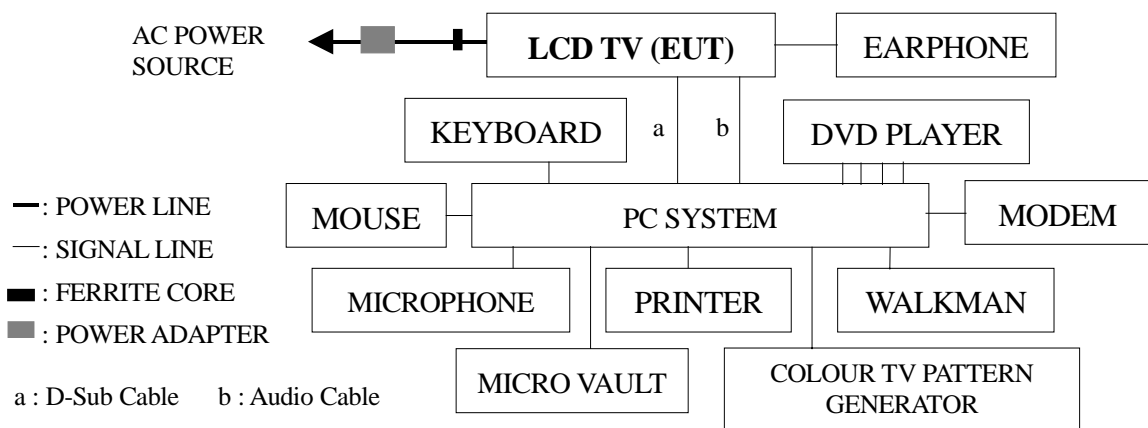 AC POWER
SOURCE
LCD TV (EUT)
EARPHONE
KEYBOARD
a
b
DVD PLAYER
: POWER LINE
MOUSE
PC SYSTEM
MODEM
: SIGNAL LINE
: FERRITE CORE
MICROPHONE
PRINTER
WALKMAN
: POWER ADAPTER
MICRO VAULT
COLOUR TV PATTERN
GENERATOR
a : D-Sub Cable b : Audio Cable